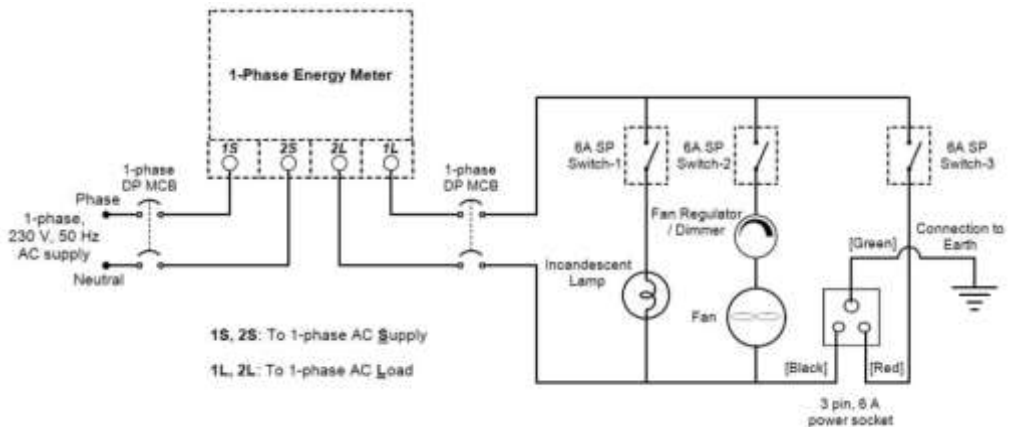 1-Phase Energy Meter
1S
2S
2L
1L
1-phase
DP MCB
1-phase
DP MCB
Phase
1-phase,
230 V, 50 Hz
AC supply
Neutral
6A SP
Switch-1
6A SP
Switch-2
6A SP
Switch-3
Fan Regulator
/ Dimmer
[Green]
Connection to
Earth
Incandescent
Lamp
Fan
[Black]
[Red]
3 pin, 6 A
power socket
1S, 2S: To 1-phase AC Supply
1L, 2L: To 1-phase AC Load